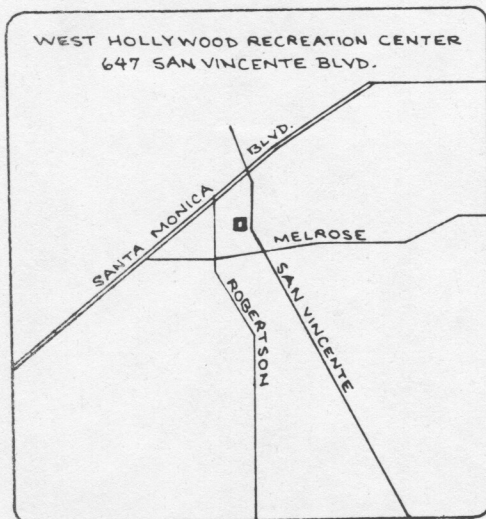 WEST HOLLYWOOD RECREATION CENTER
647 SAN VINCENTE BLVD.
SANTA MONICA BLVD.
MELROSE
ROBERTSON
SAN VINCENTE